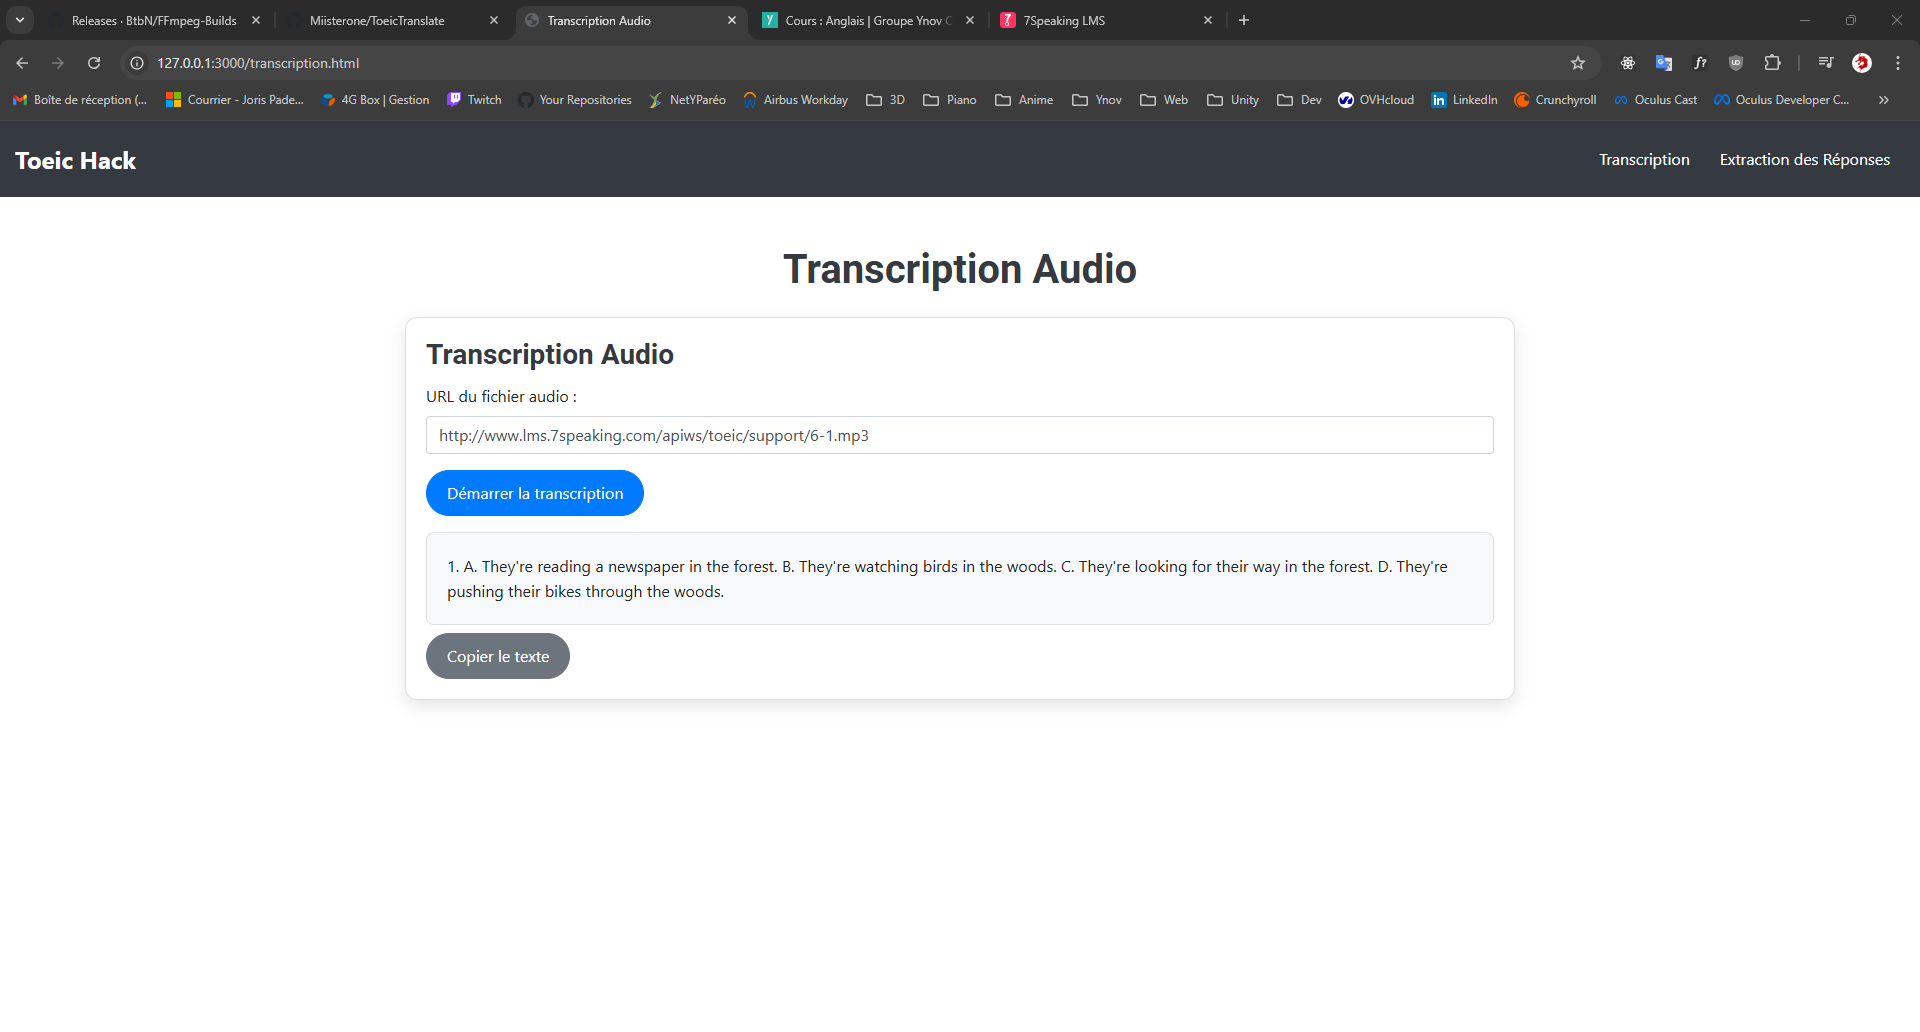 Releases · BtbN/FFmpeg-Builds
Miisterone/ToeicTranslate
Transcription Audio
Cours : Anglais | Groupe Ynov C
7Speaking LMS
127.0.0.1:3000/transcription.html
Boîte de réception (...
Courrier - Joris Pade...
4G Box | Gestion
Twitch
Your Repositories
NetYParéo
Airbus Workday
3D
Piano
Anime
Ynov
Web
Unity
Dev
OVHcloud
LinkedIn
Crunchyroll
Oculus Cast
Oculus Developer C...
Toeic Hack
Transcription
Extraction des Réponses
Transcription Audio
Transcription Audio
URL du fichier audio :
http://www.lms.7speaking.com/apiws/toeic/support/6-1.mp3
Démarrer la transcription
1. A. They're reading a newspaper in the forest. B. They're watching birds in the woods. C. They're looking for their way in the forest. D. They're
pushing their bikes through the woods.
Copier le texte